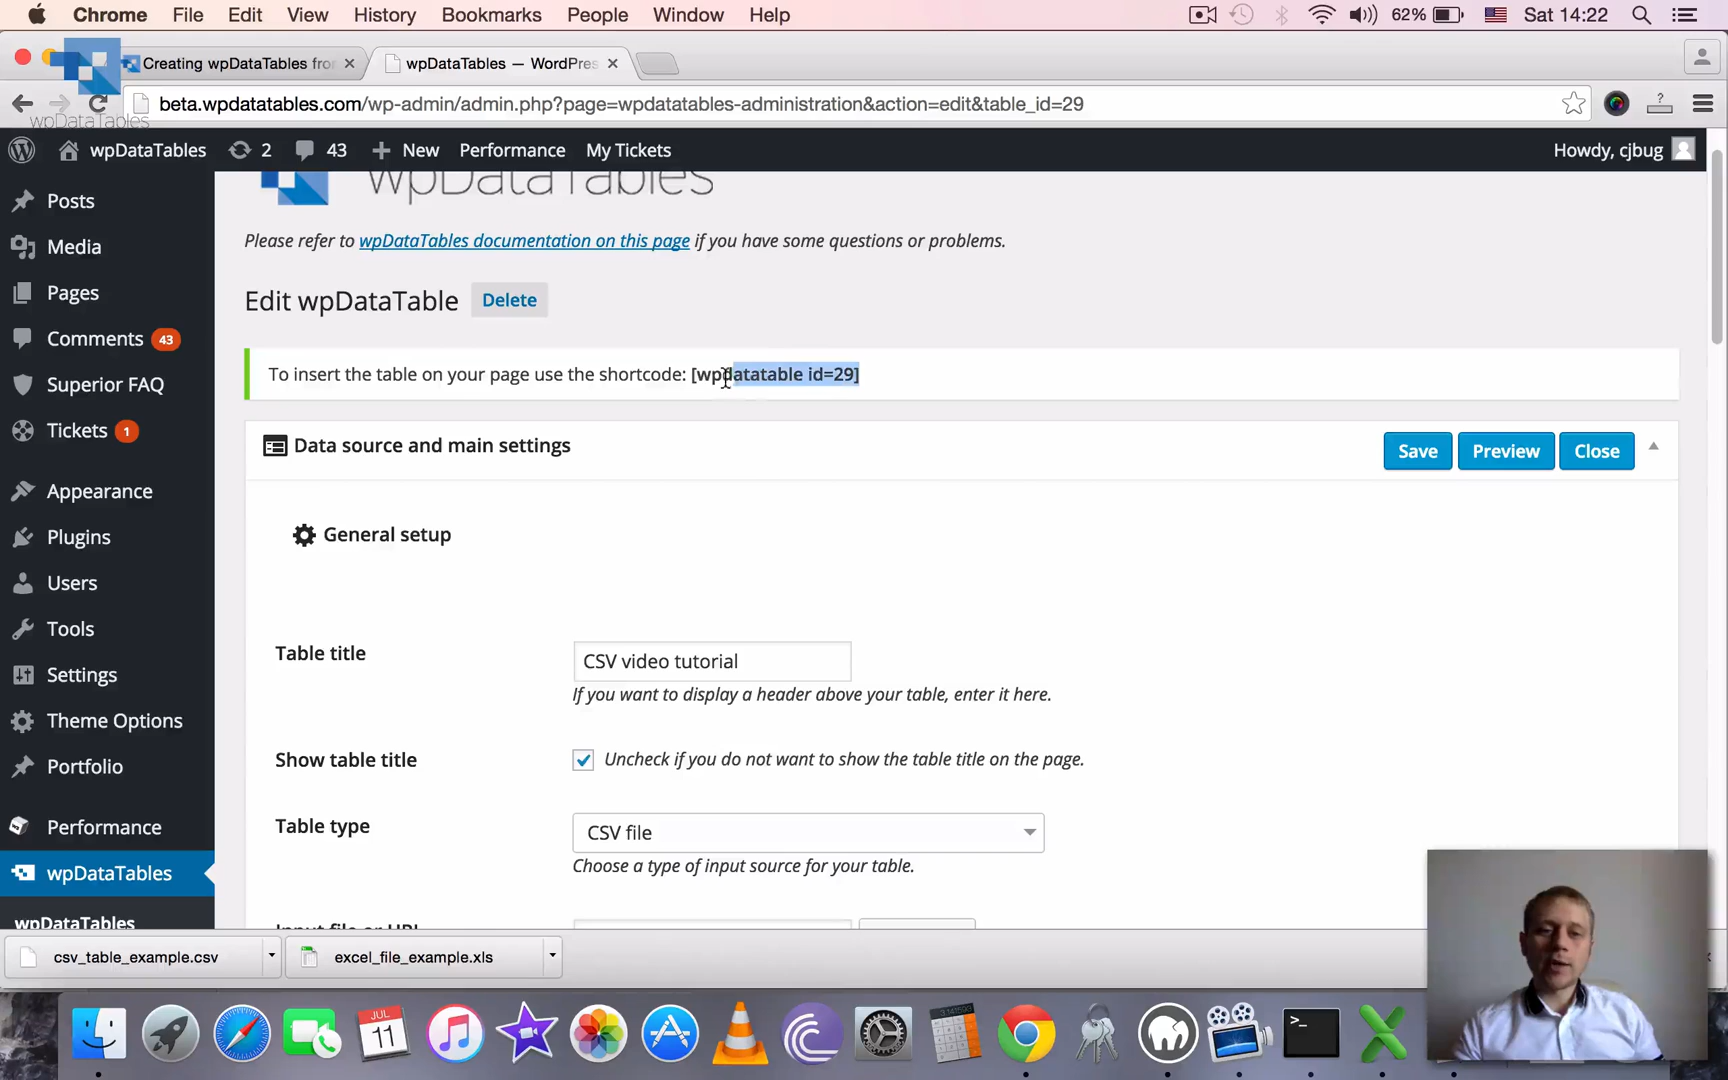 Chrome File Edit View History Bookmarks People Window Help 62% Sat 14:22
Creating wpDataTables fro wpDataTables — WordPres
beta.wpdatatables.com/wp-admin/admin.php?page=wpdatatables-administration&action=edit&table_id=29
wpDataTables
wpDataTables 2 43 New Performance My Tickets Howdy, cjbug
wpDataTables
Posts
Media
Pages
Comments 43
Superior FAQ
Tickets 1
Appearance
Plugins
Users
Tools
Settings
Theme Options
Portfolio
Performance
wpDataTables
wpDataTables
Please refer to wpDataTables documentation on this page if you have some questions or problems.
Edit wpDataTable Delete
To insert the table on your page use the shortcode: [wpdatatable id=29]
Data source and main settings Save Preview Close
General setup
Table title CSV video tutorial
If you want to display a header above your table, enter it here.
Show table title Uncheck if you do not want to show the table title on the page.
Table type CSV file
Choose a type of input source for your table.
Input file or URL
csv_table_example.csv excel_file_example.xls
JUL
11